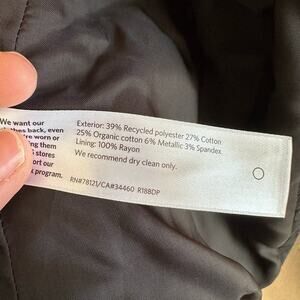 We want our
clothes back, even
worn or
them
stores
ort our
program.
Exterior: 39% Recycled polyester 27% Cotton
25% Organic cotton 6% Metallic 3% Spandex
Lining: 100% Rayon
We recommend dry clean only.
RN#78121/CA#34460 R188DP